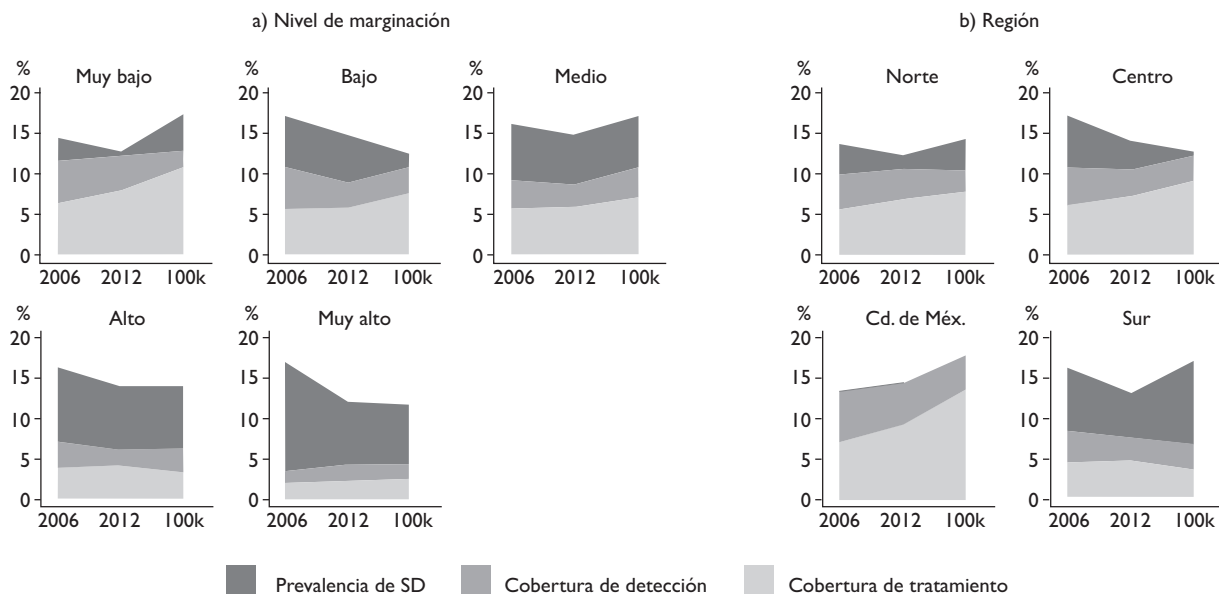 a) Nivel de marginación
b) Región
%
Muy bajo
20
15
10
5
0
2006 2012 100k
%
Bajo
20
15
10
5
0
2006 2012 100k
%
Medio
20
15
10
5
0
2006 2012 100k
%
Norte
20
15
10
5
0
2006 2012 100k
%
Centro
20
15
10
5
0
2006 2012 100k
%
Alto
20
15
10
5
0
2006 2012 100k
%
Muy alto
20
15
10
5
0
2006 2012 100k
%
Cd. de Méx.
20
15
10
5
0
2006 2012 100k
%
Sur
20
15
10
5
0
2006 2012 100k
Prevalencia de SD
Cobertura de detección
Cobertura de tratamiento